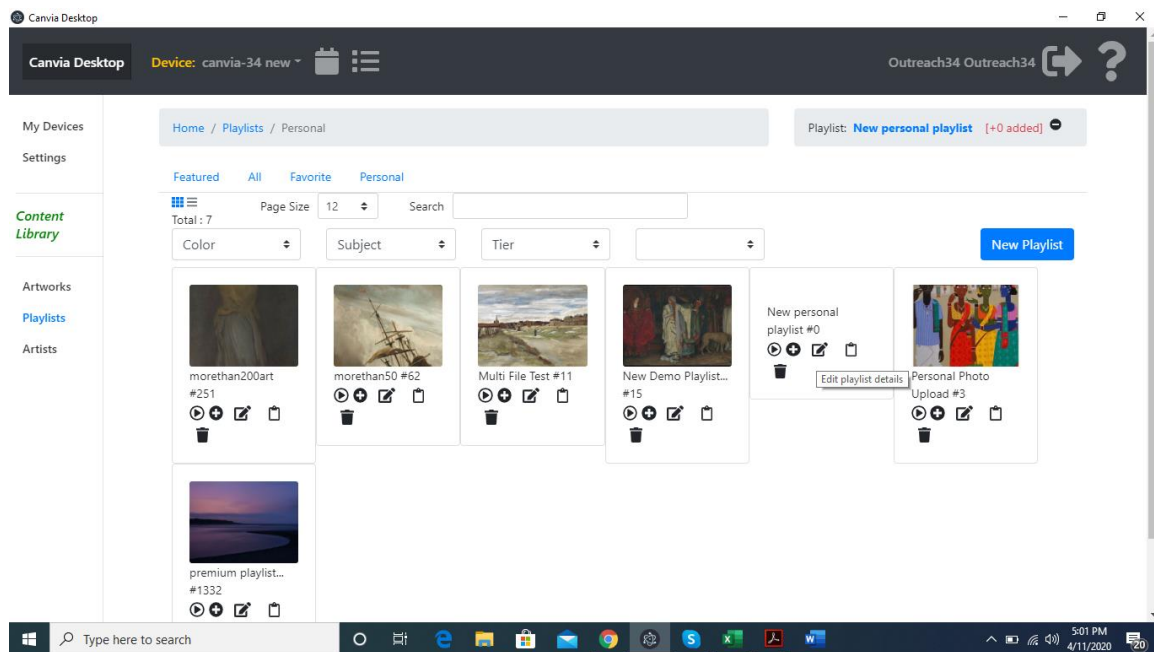 Canvia Desktop
Canvia Desktop
Device: canvia-34 new
Outreach34 Outreach34
My Devices
Settings
Content
Library
Artworks
Playlists
Artists
Home / Playlists / Personal
Playlist: New personal playlist [+0 added]
Featured All Favorite Personal
Total : 7
Page Size 12 Search
Color Subject Tier
New Playlist
morethan200art
#251
morethan50 #62
Multi File Test #11
New Demo Playlist...
#15
New personal
playlist #0
Edit playlist details
Personal Photo
Upload #3
premium playlist...
#1332
Type here to search
5:01 PM
4/11/2020
20